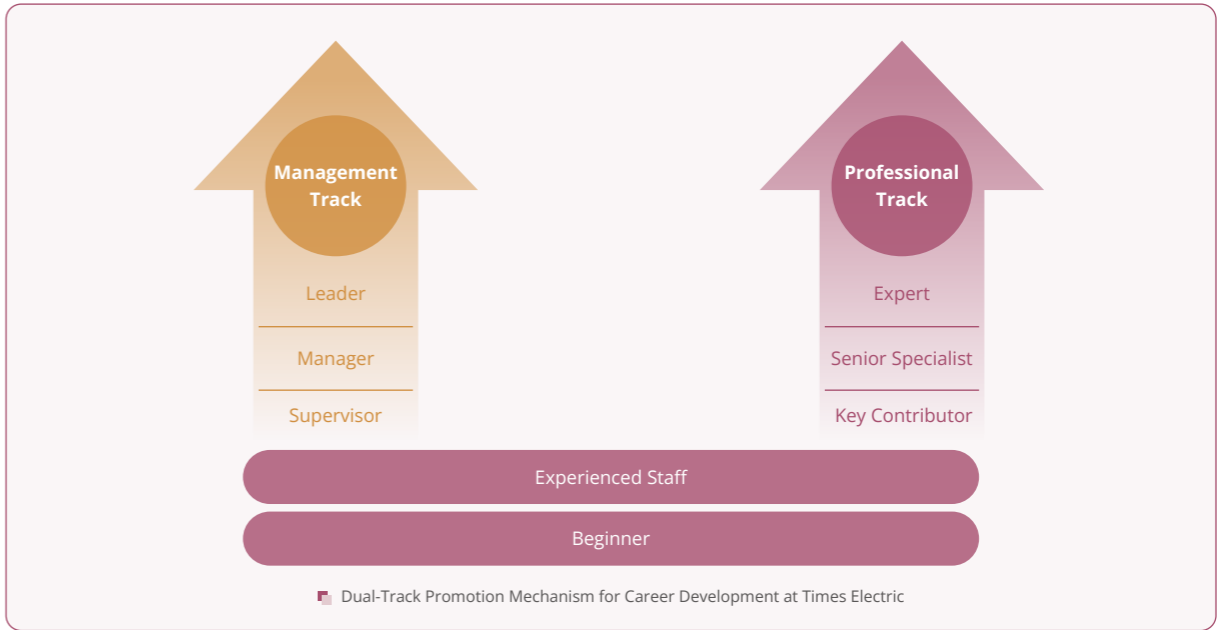 Management
Track
Leader
Manager
Supervisor
Professional
Track
Expert
Senior Specialist
Key Contributor
Experienced Staff
Beginner
Dual-Track Promotion Mechanism for Career Development at Times Electric